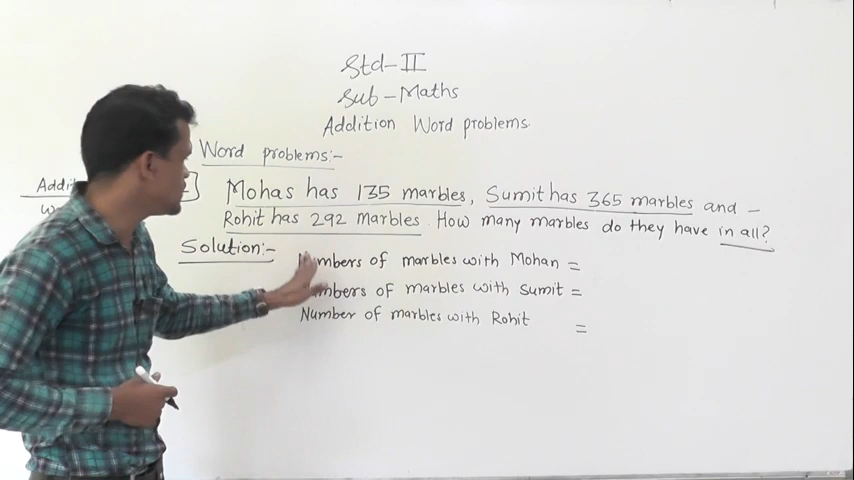 Std-II
Sub-Maths
Addition Word problems
Word problems:-
Mohas has 135 marbles, Sumit has 365 marbles and -
Rohit has 292 marbles. How many marbles do they have in all?
Solution:-
Numbers of marbles with Mohan =
Numbers of marbles with sumit =
Number of marbles with Rohit =